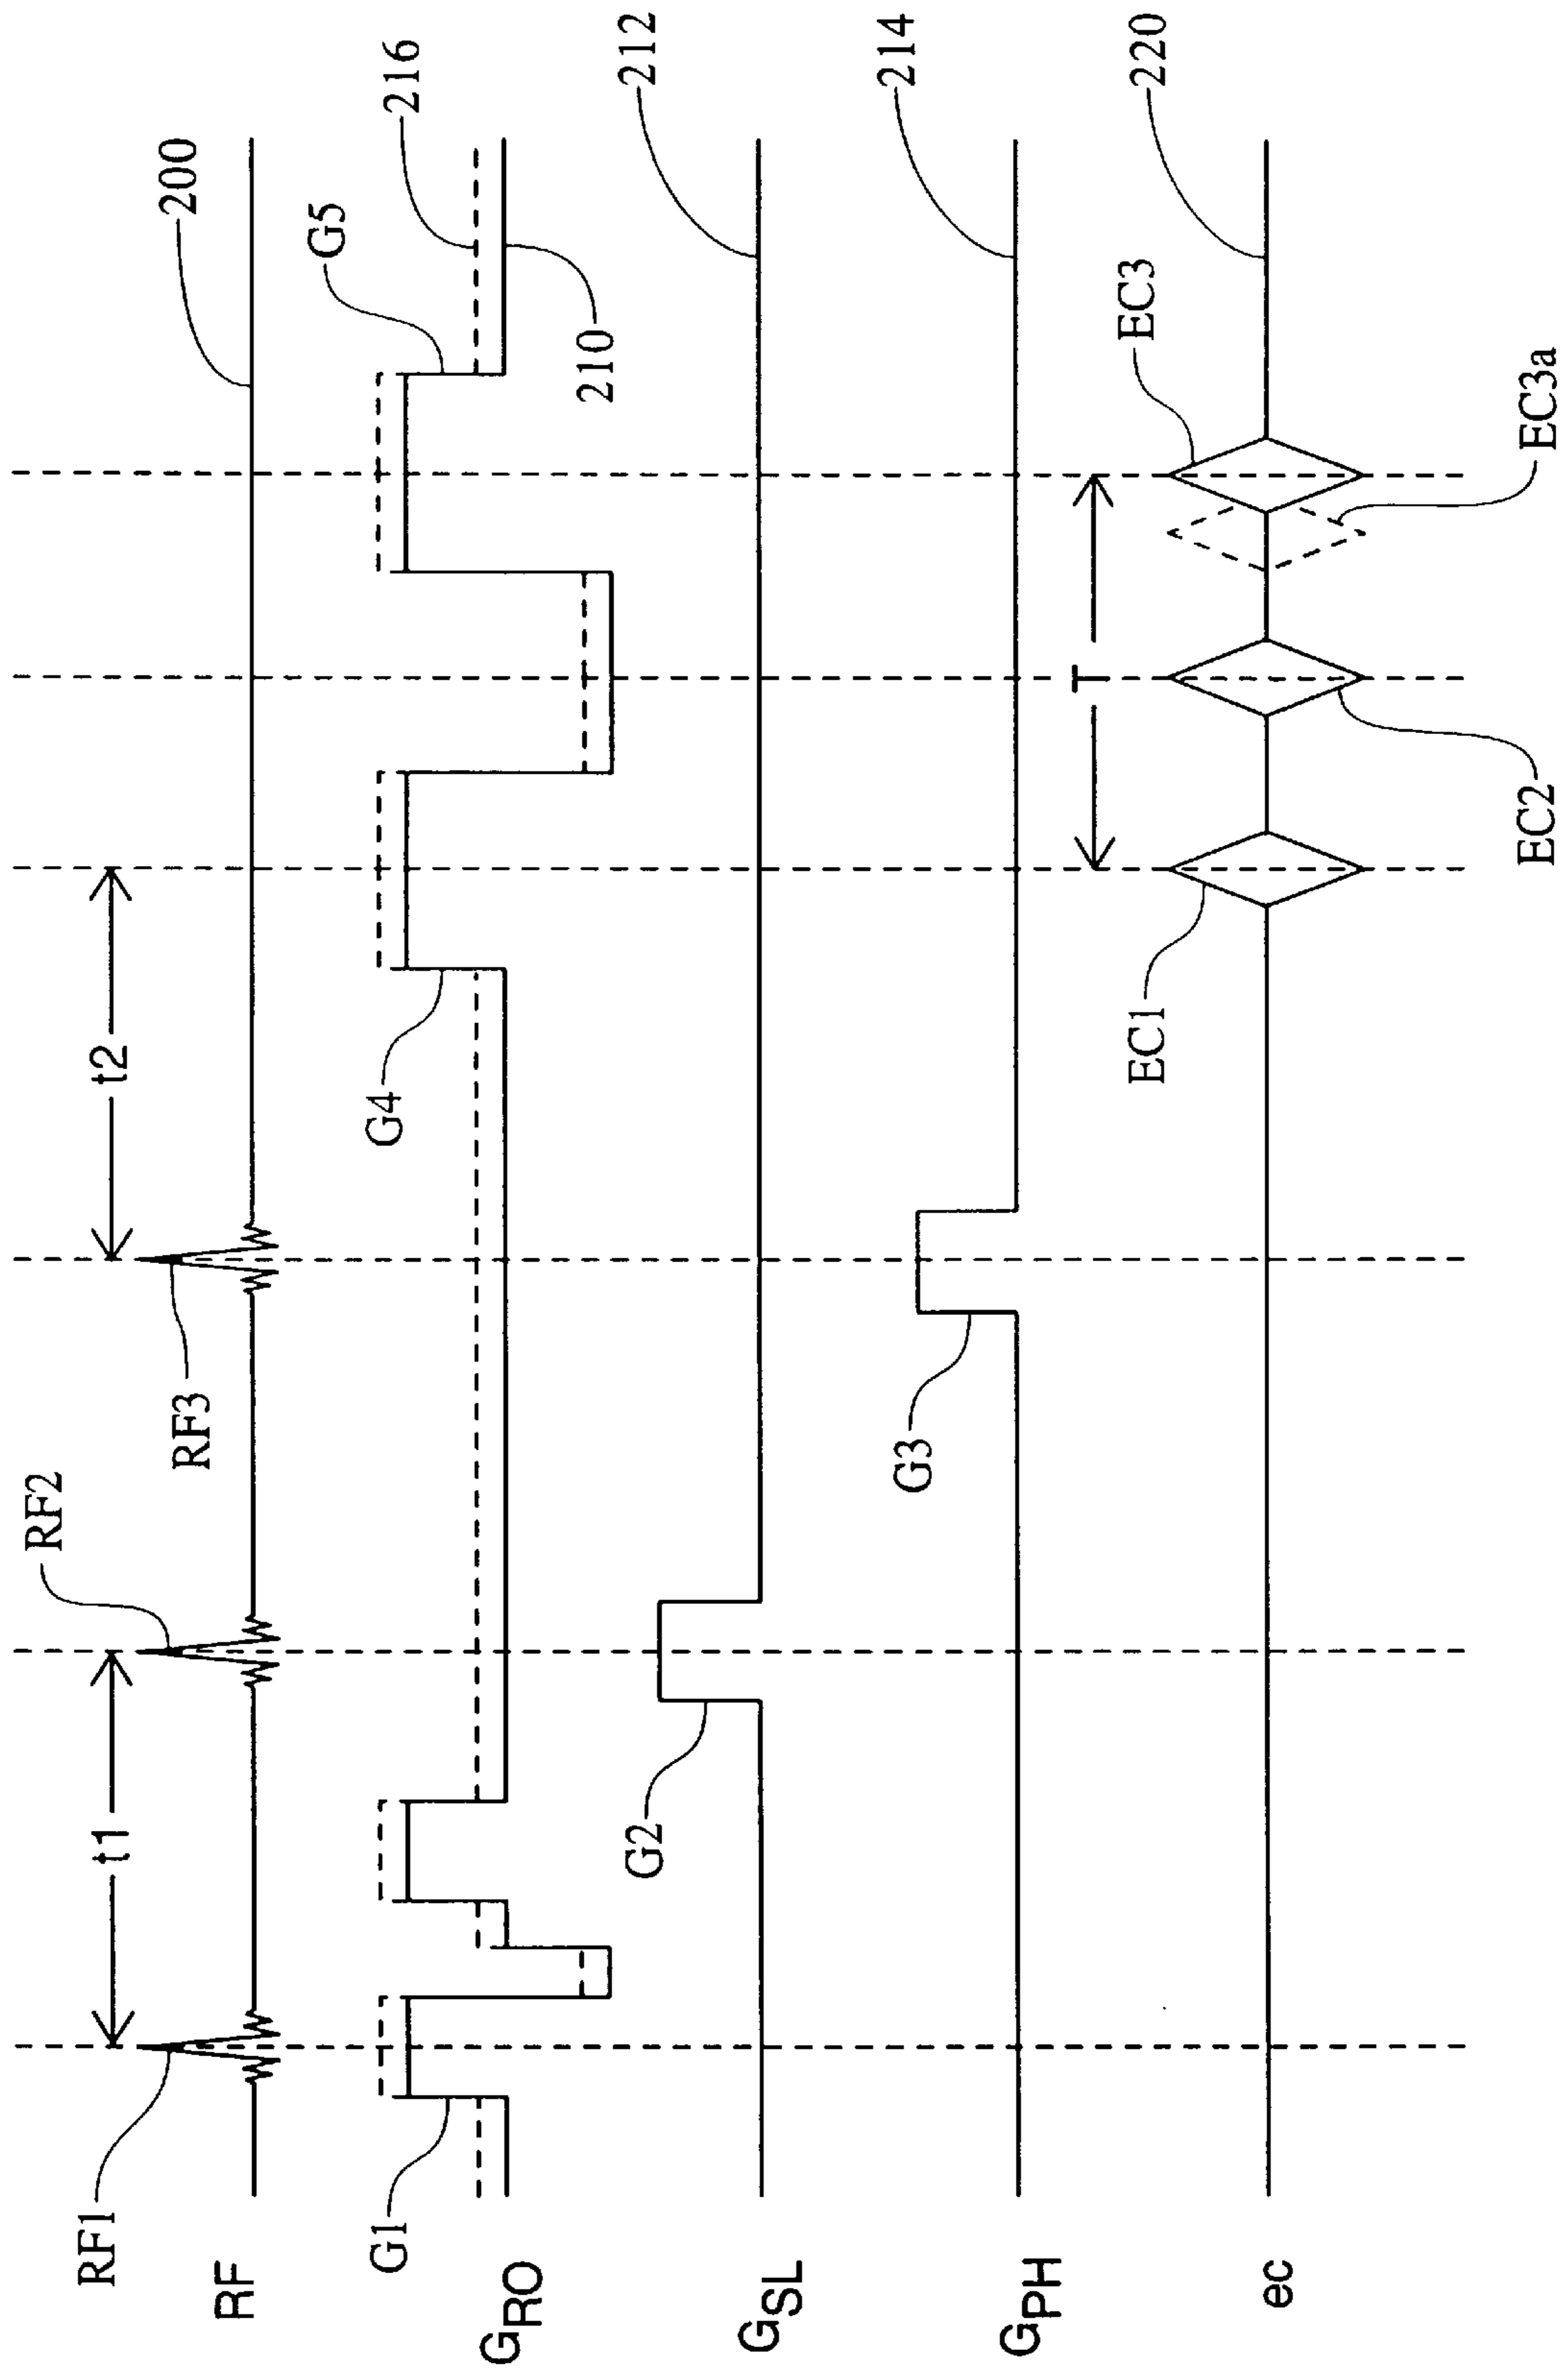 RF1
t1
RF2
RF3
t2
200
RF
G1
G4
G5
216
GRO
210
G2
212
GSL
G3
214
GPH
T
EC1
EC3
220
ec
EC2
EC3a